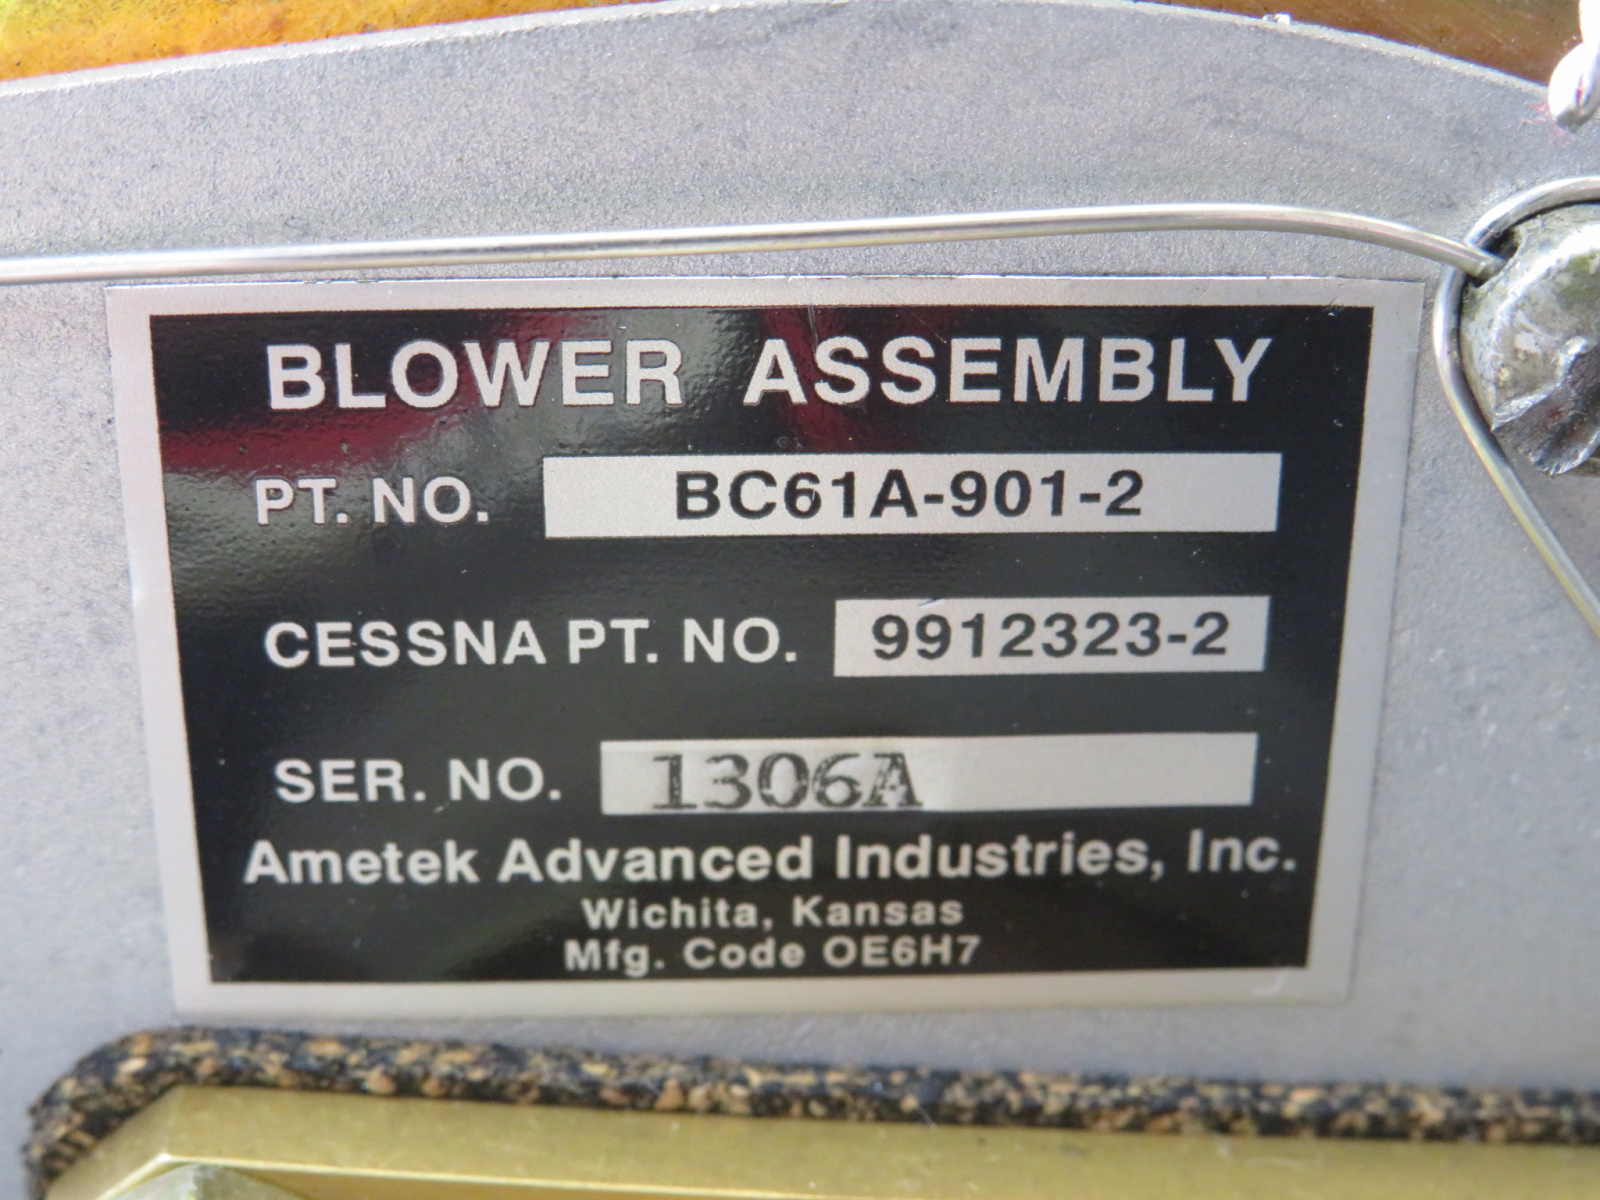 BLOWER ASSEMBLY
PT. NO. BC61A-901-2
CESSNA PT. NO. 9912323-2
SER. NO. 1306A
Ametek Advanced Industries, Inc.
Wichita, Kansas
Mfg. Code OE6H7